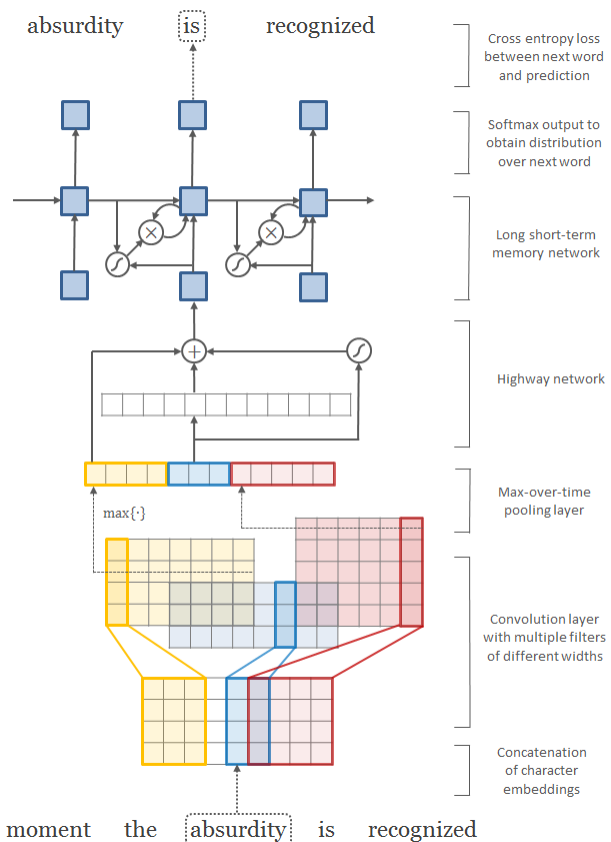 absurdity is recognized
Cross entropy loss
between next word
and prediction
Softmax output to
obtain distribution
over next word
Long short-term
memory network
+
Highway network
Max-over-time
pooling layer
max{·}
Convolution layer
with multiple filters
of different widths
Concatenation
of character
embeddings
moment the absurdity is recognized